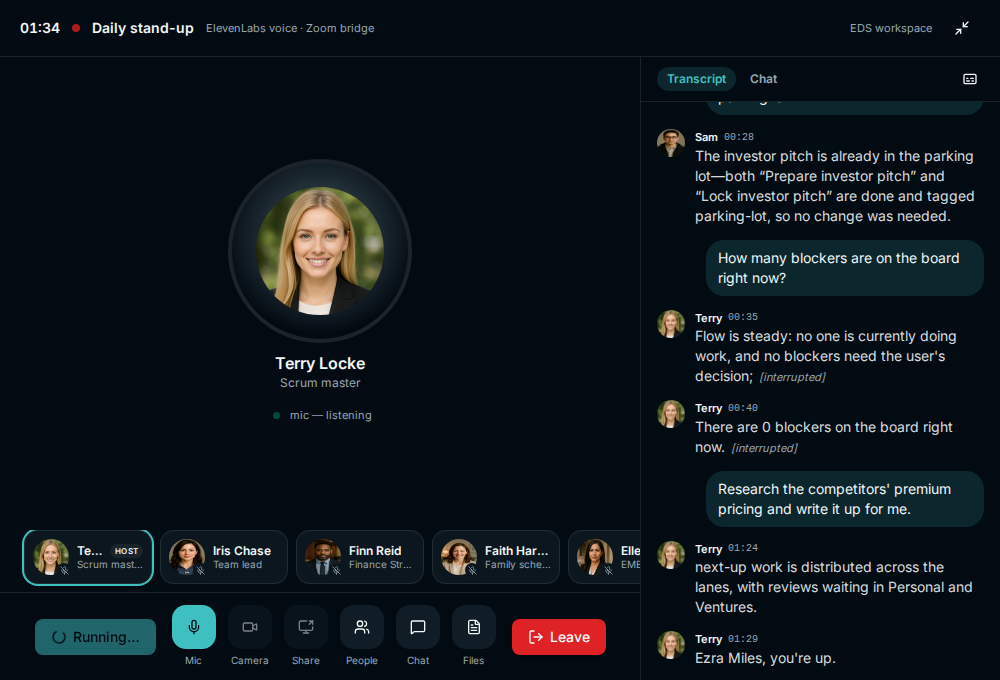 01:34 Daily stand-up ElevenLabs voice · Zoom bridge EDS workspace
Terry Locke
Scrum master
mic — listening
Te... HOST
Scrum mast...
Iris Chase
Team lead
Finn Reid
Finance Str...
Faith Har...
Family sche...
Elle
EME
Running...
Mic
Camera
Share
People
Chat
Files
Leave
Transcript Chat
Sam 00:28
The investor pitch is already in the parking
lot—both “Prepare investor pitch” and
“Lock investor pitch” are done and tagged
parking-lot, so no change was needed.
How many blockers are on the board
right now?
Terry 00:35
Flow is steady: no one is currently doing
work, and no blockers need the user's
decision; [interrupted]
Terry 00:40
There are 0 blockers on the board right
now. [interrupted]
Research the competitors' premium
pricing and write it up for me.
Terry 01:24
next-up work is distributed across the
lanes, with reviews waiting in Personal and
Ventures.
Terry 01:29
Ezra Miles, you're up.